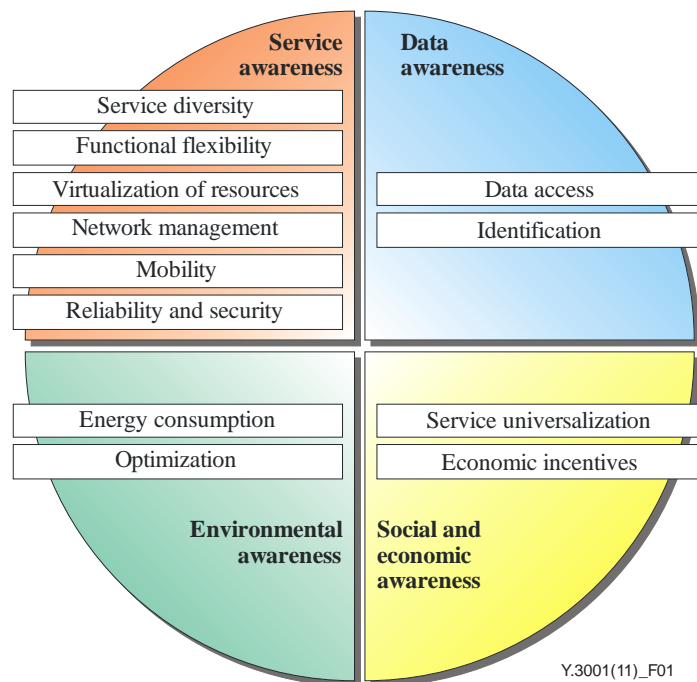 Service
awareness
Data
awareness
Service diversity
Functional flexibility
Virtualization of resources
Network management
Mobility
Reliability and security
Data access
Identification
Energy consumption
Optimization
Service universalization
Economic incentives
Environmental
awareness
Social and
economic
awareness
Y.3001(11)_F01